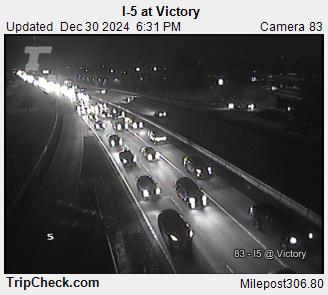 I-5 at Victory
Updated  Dec 30 2024  6:31 PM
Camera 83
S
83 - I5 @ Victory
TripCheck.com
Milepost306.80